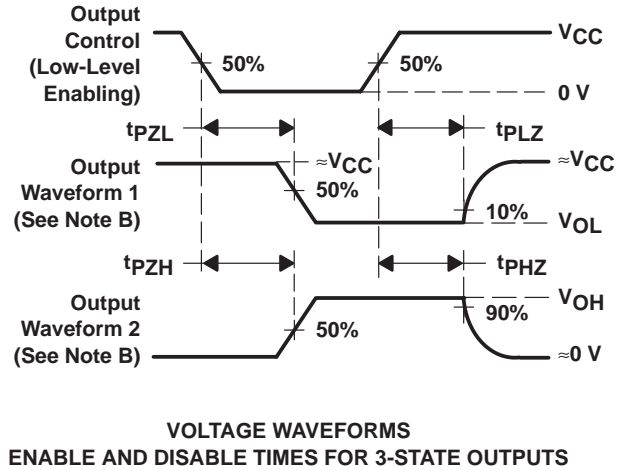 Output
Control
(Low-Level
Enabling)
50%
50%
VCC
0 V
tPZL
tPLZ
Output
Waveform 1
(See Note B)
≈VCC
50%
10%
≈VCC
VOL
tPZH
tPHZ
Output
Waveform 2
(See Note B)
50%
90%
VOH
≈0 V
VOLTAGE WAVEFORMS
ENABLE AND DISABLE TIMES FOR 3-STATE OUTPUTS